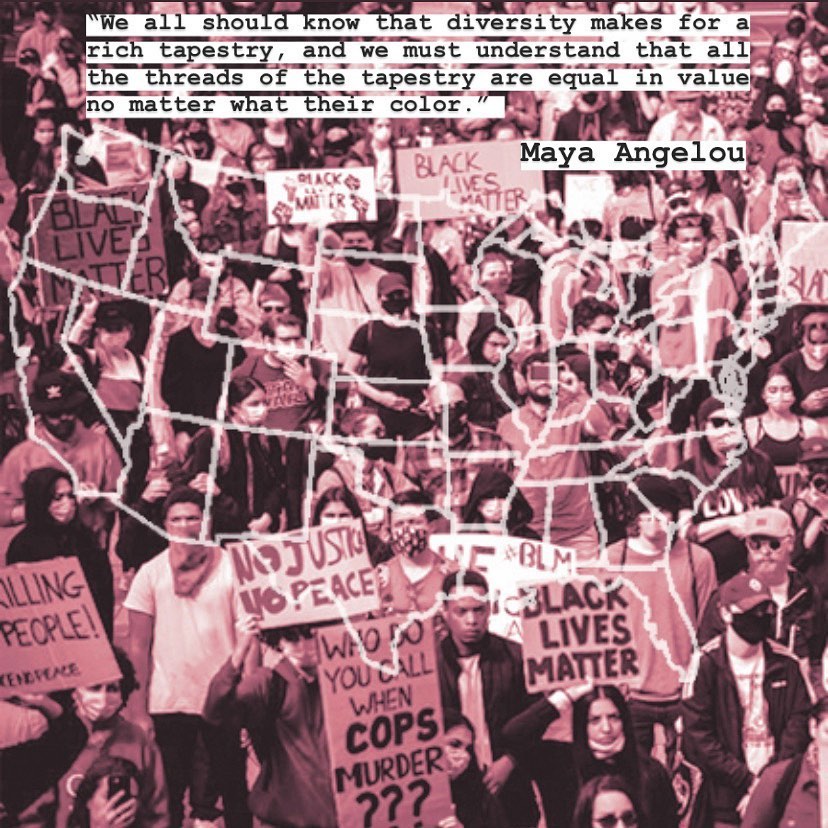 “We all should know that diversity makes for a
rich tapestry, and we must understand that all
the threads of the tapestry are equal in value
no matter what their color.”
Maya Angelou
BLACK
MATTER
BLACK
LIVES
MATTER
BLACK
LIVES
MATTER
NO JUSTICE
NO PEACE
#BLM
KILLING
PEOPLE!
BLACK
LIVES
MATTER
WHO DO
YOU CALL
WHEN
COPS
MURDER
???